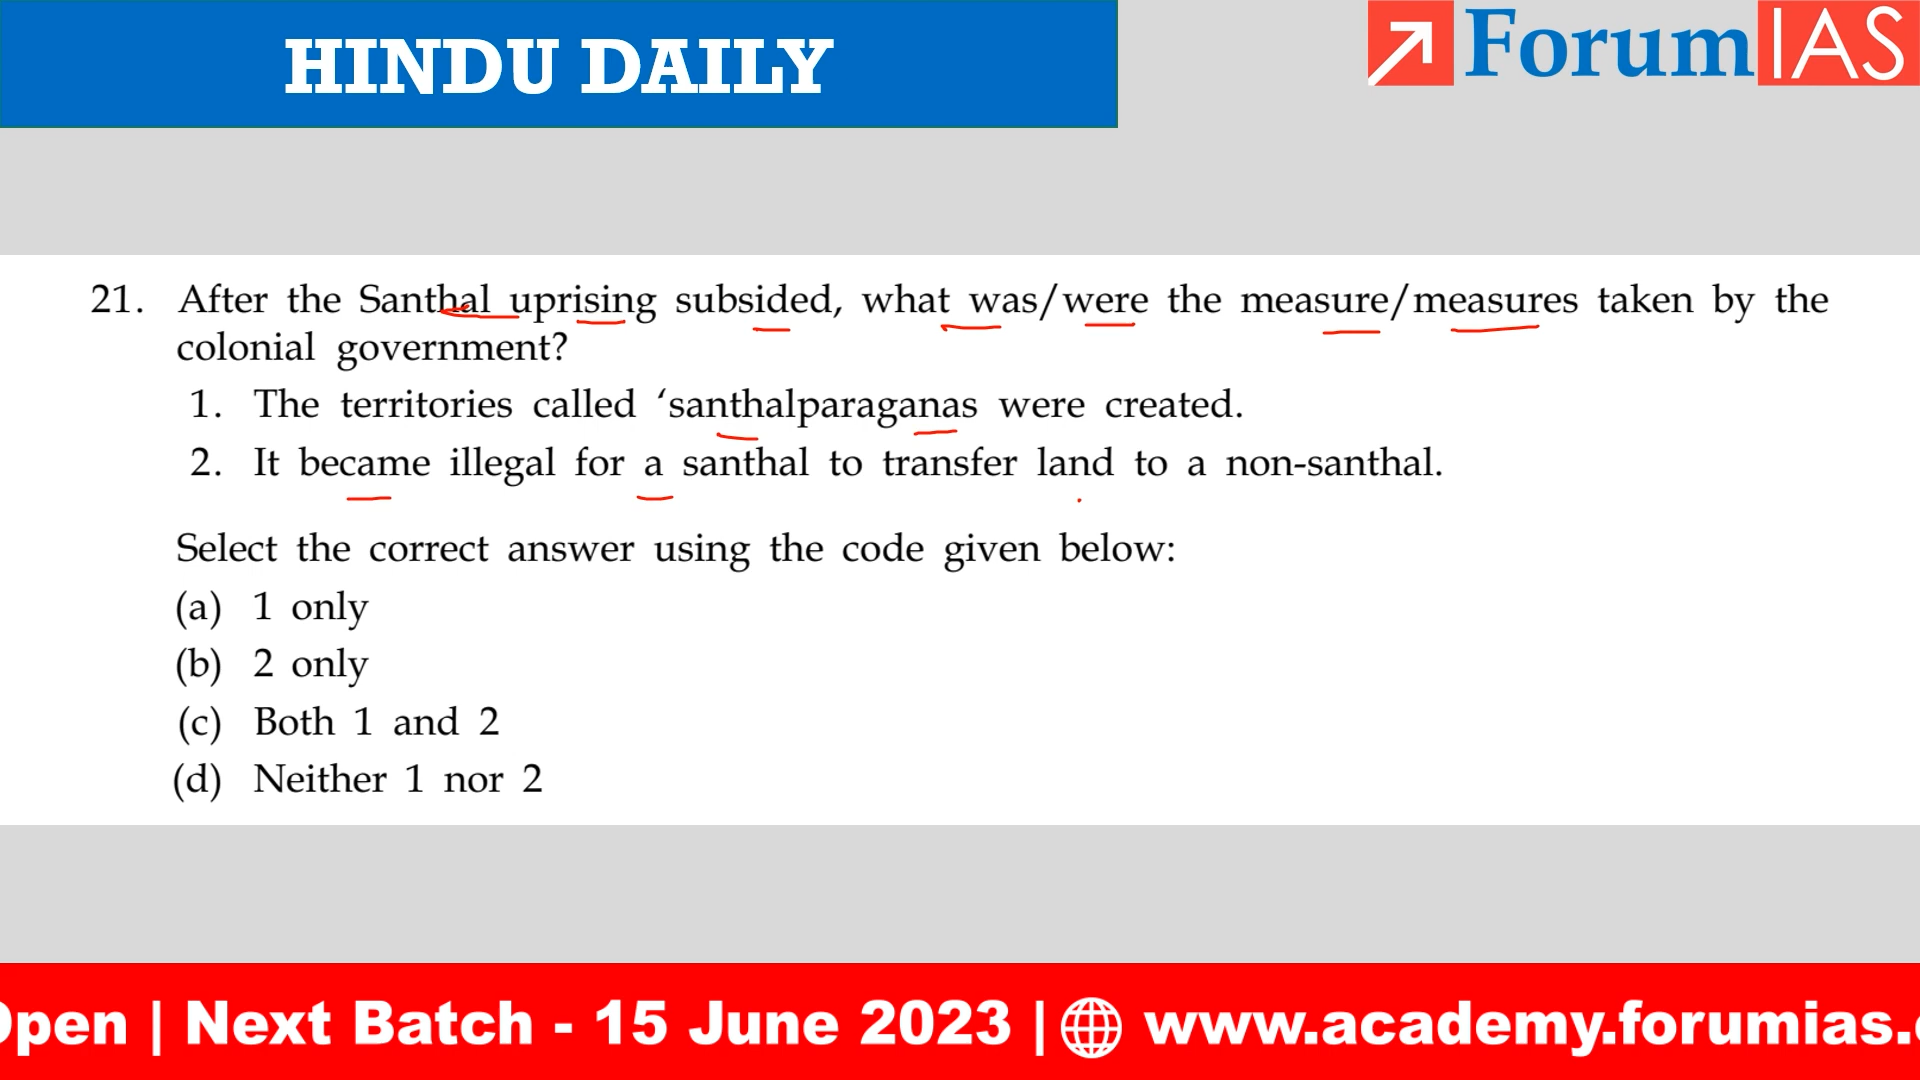 HINDU DAILY
ForumIAS
21. After the Santhal uprising subsided, what was/were the measure/measures taken by the
colonial government?
1. The territories called ‘santhalparaganas were created.
2. It became illegal for a santhal to transfer land to a non-santhal.
Select the correct answer using the code given below:
(a) 1 only
(b) 2 only
(c) Both 1 and 2
(d) Neither 1 nor 2
Open | Next Batch - 15 June 2023 | www.academy.forumias.